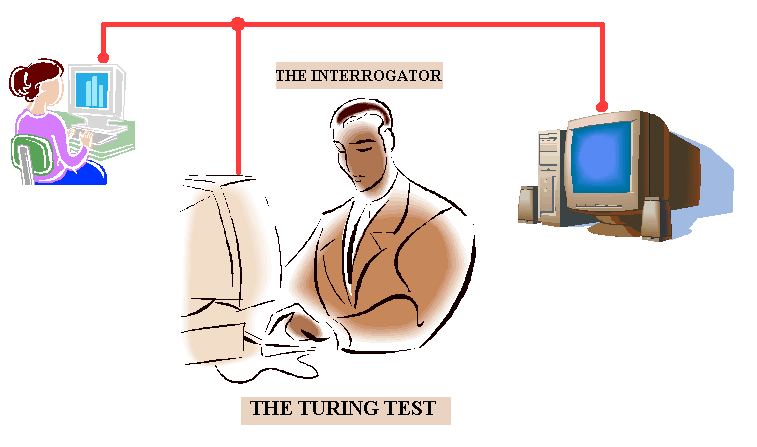 THE INTERROGATOR
THE TURING TEST